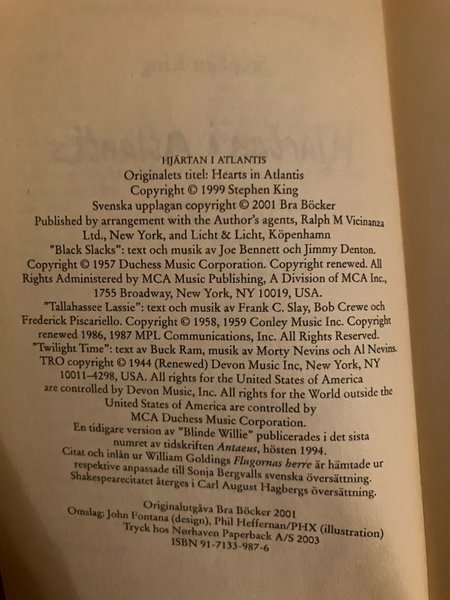 HJÄRTAN I ATLANTIS
Originalets titel: Hearts in Atlantis
Copyright © 1999 Stephen King
Svenska upplagan copyright © 2001 Bra Böcker
Published by arrangement with the Author's agents, Ralph M Vicinanza
Ltd., New York, and Licht & Licht, Köpenhamn
"Black Slacks": text och musik av Joe Bennett och Jimmy Denton.
Copyright © 1957 Duchess Music Corporation. Copyright renewed. All
Rights Administered by MCA Music Publishing, A Division of MCA Inc.,
1755 Broadway, New York, NY 10019, USA.
"Tallahassee Lassie": text och musik av Frank C. Slay, Bob Crewe och
Frederick Piscariello. Copyright © 1958, 1959 Conley Music Inc. Copyright
renewed 1986, 1987 MPL Communications, Inc. All Rights Reserved.
"Twilight Time": text av Buck Ram, musik av Morty Nevins och Al Nevins.
TRO copyright © 1944 (Renewed) Devon Music Inc, New York, NY
10011–4298, USA. All rights for the United States of America
are controlled by Devon Music, Inc. All rights for World outside the
United States of America are controlled by
MCA Duchess Music Corporation.
En tidigare version av "Blinde Willie" publicerades i det sista
numret av tidskriften Antaeus, hösten 1994.
Citat och inlån ur William Goldings Flugornas herre är hämtade ur
respektive anpassade till Sonja Bergvalls svenska översättning.
Shakespearecitatet återges i Carl August Hagbergs översättning.
Originalutgåva Bra Böcker 2001
Omslag: John Fontana (design), Phil Heffernan/PHX (illustration)
Tryck hos Nørhaven Paperback A/S 2003
ISBN 91-7133-987-6